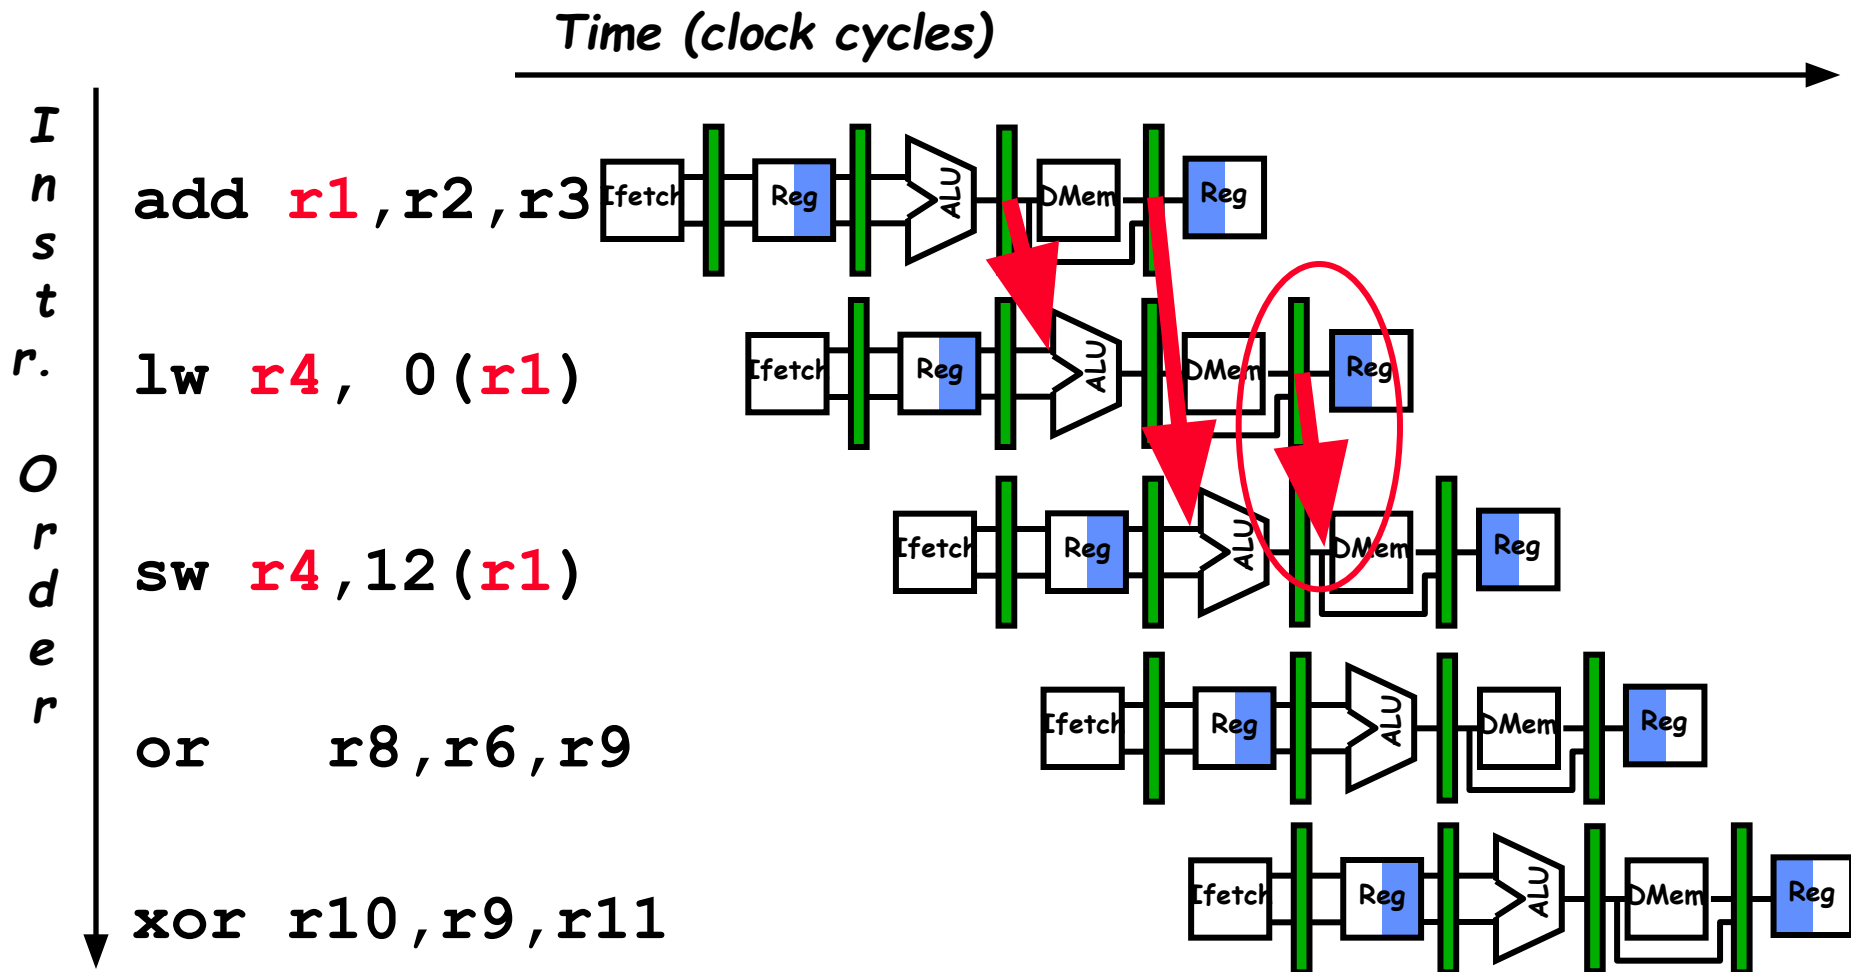 Time (clock cycles)
Instr. Order
add r1,r2,r3
Ifetch Reg ALU DMem Reg
lw r4, 0(r1)
Ifetch Reg ALU DMem Reg
sw r4,12(r1)
Ifetch Reg ALU DMem Reg
or r8,r6,r9
Ifetch Reg ALU DMem Reg
xor r10,r9,r11
Ifetch Reg ALU DMem Reg